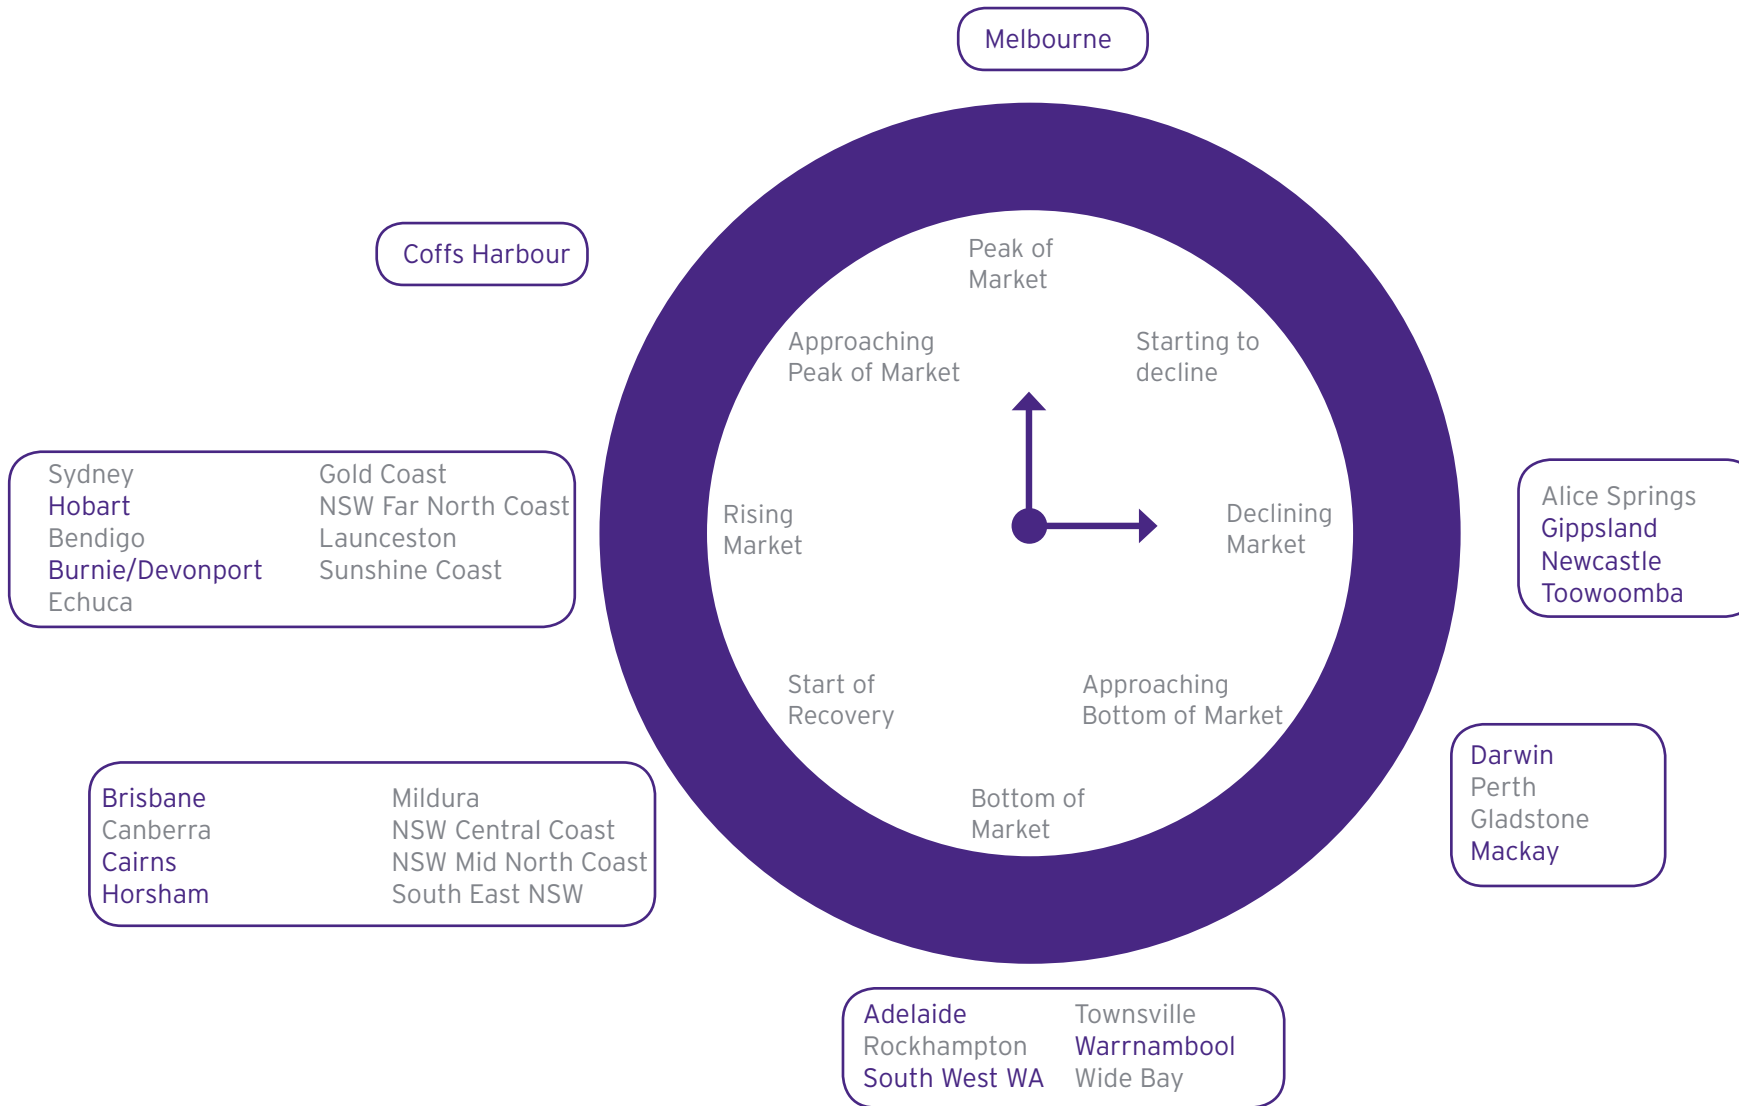 Melbourne
Coffs Harbour
Peak of
Market
Approaching
Peak of Market
Starting to
decline
Sydney
Hobart
Bendigo
Burnie/Devonport
Echuca
Gold Coast
NSW Far North Coast
Launceston
Sunshine Coast
Rising
Market
Declining
Market
Alice Springs
Gippsland
Newcastle
Toowoomba
Start of
Recovery
Approaching
Bottom of Market
Brisbane
Canberra
Cairns
Horsham
Mildura
NSW Central Coast
NSW Mid North Coast
South East NSW
Bottom of
Market
Darwin
Perth
Gladstone
Mackay
Adelaide
Rockhampton
South West WA
Townsville
Warrnambool
Wide Bay